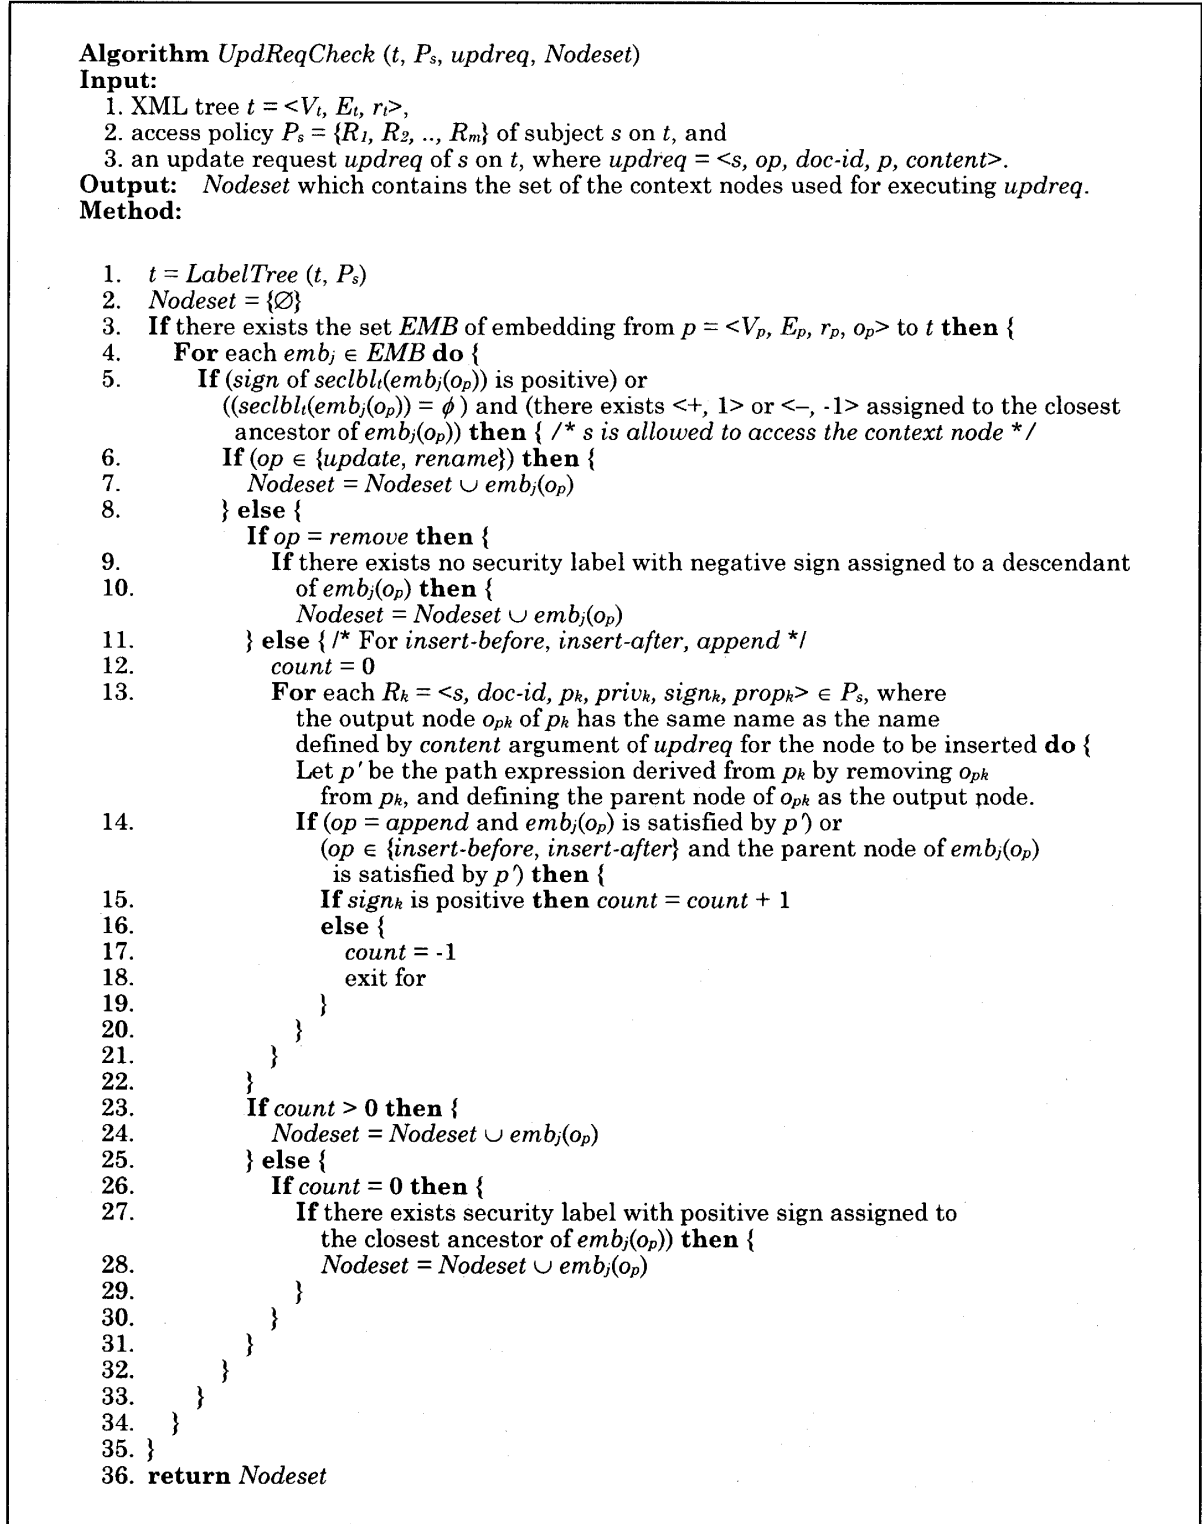 Algorithm UpdReqCheck (t, Ps, updreq, Nodeset)
Input:
1. XML tree t = <Vt, Et, rt>,
2. access policy Ps = {R1, R2, .., Rm} of subject s on t, and
3. an update request updreq of s on t, where updreq = <s, op, doc-id, p, content>.
Output: Nodeset which contains the set of the context nodes used for executing updreq.
Method:
1. t = LabelTree (t, Ps)
2. Nodeset = {∅}
3. If there exists the set EMB of embedding from p = <Vp, Ep, rp, op> to t then {
4. For each embj ∈ EMB do {
5. If (sign of seclblt(embj(op)) is positive) or
((seclblt(embj(op)) = ϕ ) and (there exists <+, 1> or <–, -1> assigned to the closest
ancestor of embj(op)) then { /* s is allowed to access the context node */
6. If (op ∈ {update, rename}) then {
7. Nodeset = Nodeset ∪ embj(op)
8. } else {
If op = remove then {
9. If there exists no security label with negative sign assigned to a descendant
10. of embj(op) then {
Nodeset = Nodeset ∪ embj(op)
11. } else { /* For insert-before, insert-after, append */
12. count = 0
13. For each Rk = <s, doc-id, pk, privk, signk, propk> ∈ Ps, where
the output node opk of pk has the same name as the name
defined by content argument of updreq for the node to be inserted do {
Let p' be the path expression derived from pk by removing opk
from pk, and defining the parent node of opk as the output node.
14. If (op = append and embj(op) is satisfied by p') or
(op ∈ {insert-before, insert-after} and the parent node of embj(op)
is satisfied by p') then {
15. If signk is positive then count = count + 1
16. else {
17. count = -1
18. exit for
19. }
20. }
21. }
22. }
23. If count > 0 then {
24. Nodeset = Nodeset ∪ embj(op)
25. } else {
26. If count = 0 then {
27. If there exists security label with positive sign assigned to
the closest ancestor of embj(op)) then {
28. Nodeset = Nodeset ∪ embj(op)
29. }
30. }
31. }
32. }
33. }
34. }
35. }
36. return Nodeset